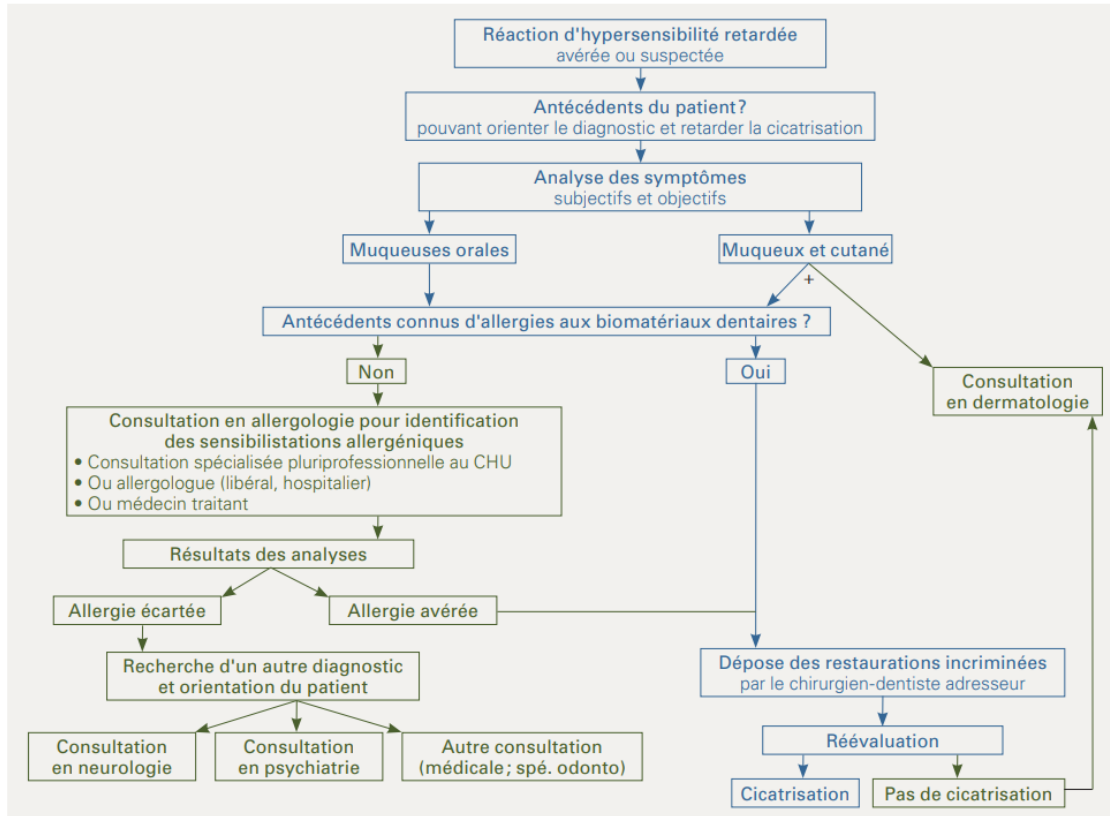 Réaction d'hypersensibilité retardée
avérée ou suspectée
Antécédents du patient ?
pouvant orienter le diagnostic et retarder la cicatrisation
Analyse des symptômes
subjectifs et objectifs
Muqueuses orales
Muqueux et cutané
+
Antécédents connus d'allergies aux biomatériaux dentaires ?
Non
Oui
Consultation
en dermatologie
Consultation en allergologie pour identification
des sensibilistations allergéniques
• Consultation spécialisée pluriprofessionnelle au CHU
• Ou allergologue (libéral, hospitalier)
• Ou médecin traitant
Résultats des analyses
Allergie écartée
Allergie avérée
Recherche d'un autre diagnostic
et orientation du patient
Dépose des restaurations incriminées
par le chirurgien-dentiste adresseur
Réévaluation
Consultation
en neurologie
Consultation
en psychiatrie
Autre consultation
(médicale ; spé. odonto)
Cicatrisation
Pas de cicatrisation